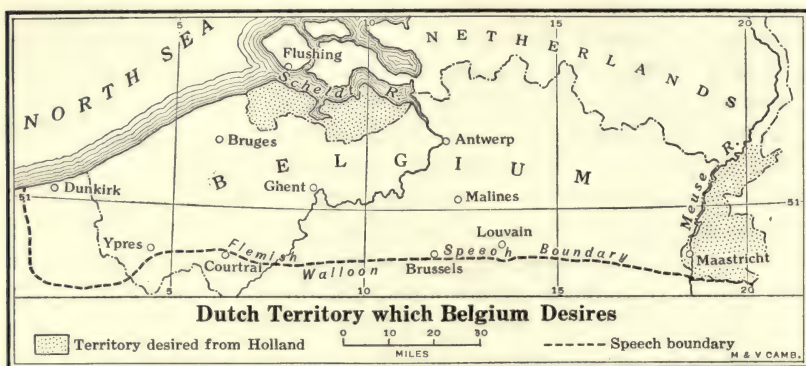 5 10 15 20
NORTH SEA
Flushing
NETHERLANDS
Scheld R.
Bruges
Antwerp
BELGIUM
Meuse R.
Dunkirk
Ghent
Malines
51 51
Ypres
Flemish Speech Boundary
Louvain
Courtrai
Walloon
Brussels
Maastricht
5 10 15 20
Dutch Territory which Belgium Desires
Territory desired from Holland
0 10 20 30
MILES
Speech boundary
M & V CAMB.